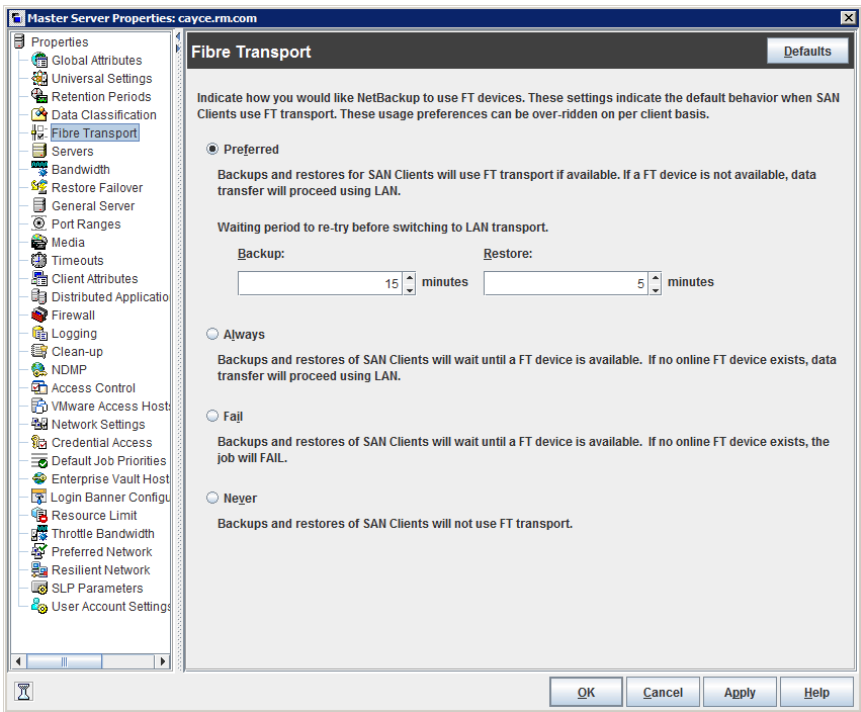 Master Server Properties: cayce.rm.com
Properties
Global Attributes
Universal Settings
Retention Periods
Data Classification
Fibre Transport
Servers
Bandwidth
Restore Failover
General Server
Port Ranges
Media
Timeouts
Client Attributes
Distributed Applicatio
Firewall
Logging
Clean-up
NDMP
Access Control
VMware Access Hosts
Network Settings
Credential Access
Default Job Priorities
Enterprise Vault Host
Login Banner Configu
Resource Limit
Throttle Bandwidth
Preferred Network
Resilient Network
SLP Parameters
User Account Settings
Fibre Transport
Defaults
Indicate how you would like NetBackup to use FT devices. These settings indicate the default behavior when SAN
Clients use FT transport. These usage preferences can be over-ridden on per client basis.
Preferred
Backups and restores for SAN Clients will use FT transport if available. If a FT device is not available, data
transfer will proceed using LAN.
Waiting period to re-try before switching to LAN transport.
Backup: Restore:
15 minutes 5 minutes
Always
Backups and restores of SAN Clients will wait until a FT device is available. If no online FT device exists, data
transfer will proceed using LAN.
Fail
Backups and restores of SAN Clients will wait until a FT device is available. If no online FT device exists, the
job will FAIL.
Never
Backups and restores of SAN Clients will not use FT transport.
OK Cancel Apply Help